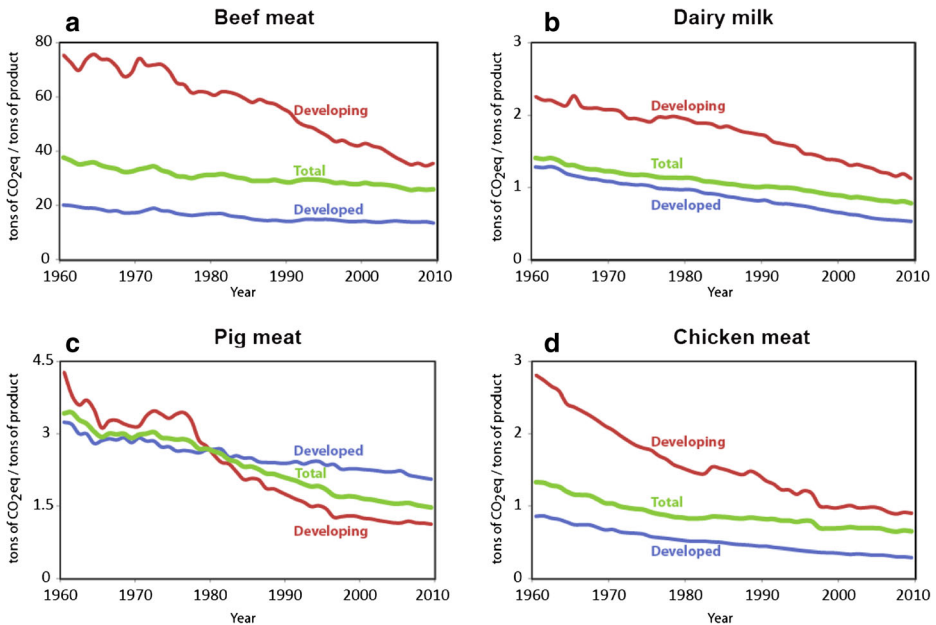 a
Beef meat
tons of CO2eq / tons of product
80
60
40
20
0
Developing
Total
Developed
1960 1970 1980 1990 2000 2010
Year
b
Dairy milk
tons of CO2eq / tons of product
3
2
1
0
Developing
Total
Developed
1960 1970 1980 1990 2000 2010
Year
c
Pig meat
tons of CO2eq / tons of product
4.5
3
1.5
0
Developed
Total
Developing
1960 1970 1980 1990 2000 2010
Year
d
Chicken meat
tons of CO2eq / tons of product
3
2
1
0
Developing
Total
Developed
1960 1970 1980 1990 2000 2010
Year